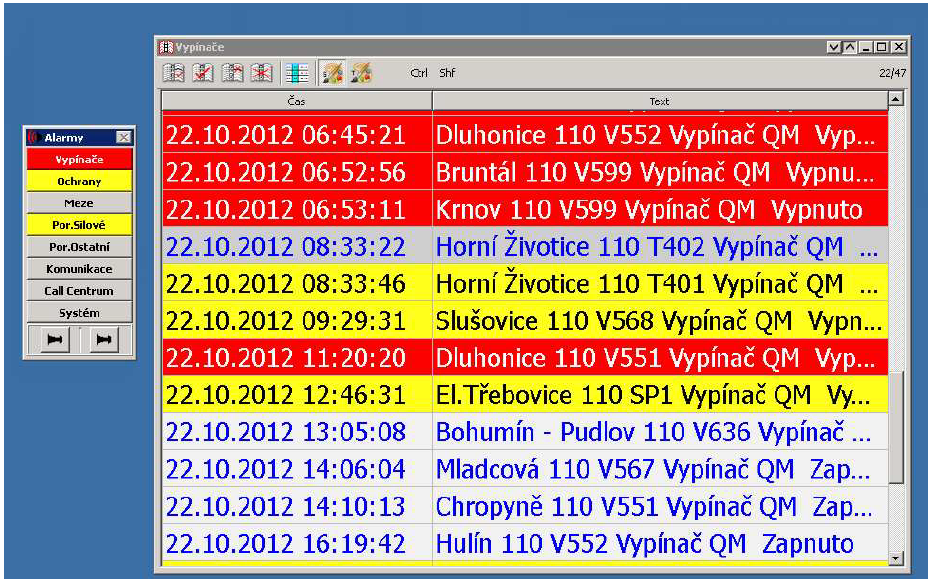 Vypínače
Ctrl Shf
22/47
Čas Text
22.10.2012 06:45:21 Dluhonice 110 V552 Vypínač QM Vyp...
22.10.2012 06:52:56 Bruntál 110 V599 Vypínač QM Vypnu...
22.10.2012 06:53:11 Krnov 110 V599 Vypínač QM Vypnuto
22.10.2012 08:33:22 Horní Životice 110 T402 Vypínač QM ...
22.10.2012 08:33:46 Horní Životice 110 T401 Vypínač QM ...
22.10.2012 09:29:31 Slušovice 110 V568 Vypínač QM Vypn...
22.10.2012 11:20:20 Dluhonice 110 V551 Vypínač QM Vyp...
22.10.2012 12:46:31 El.Třebovice 110 SP1 Vypínač QM Vy...
22.10.2012 13:05:08 Bohumín - Pudlov 110 V636 Vypínač ...
22.10.2012 14:06:04 Mladcová 110 V567 Vypínač QM Zap...
22.10.2012 14:10:13 Chropyně 110 V551 Vypínač QM Zap...
22.10.2012 16:19:42 Hulín 110 V552 Vypínač QM Zapnuto
Alarmy
Vypínače
Ochrany
Meze
Por.Silové
Por.Ostatní
Komunikace
Call Centrum
Systém